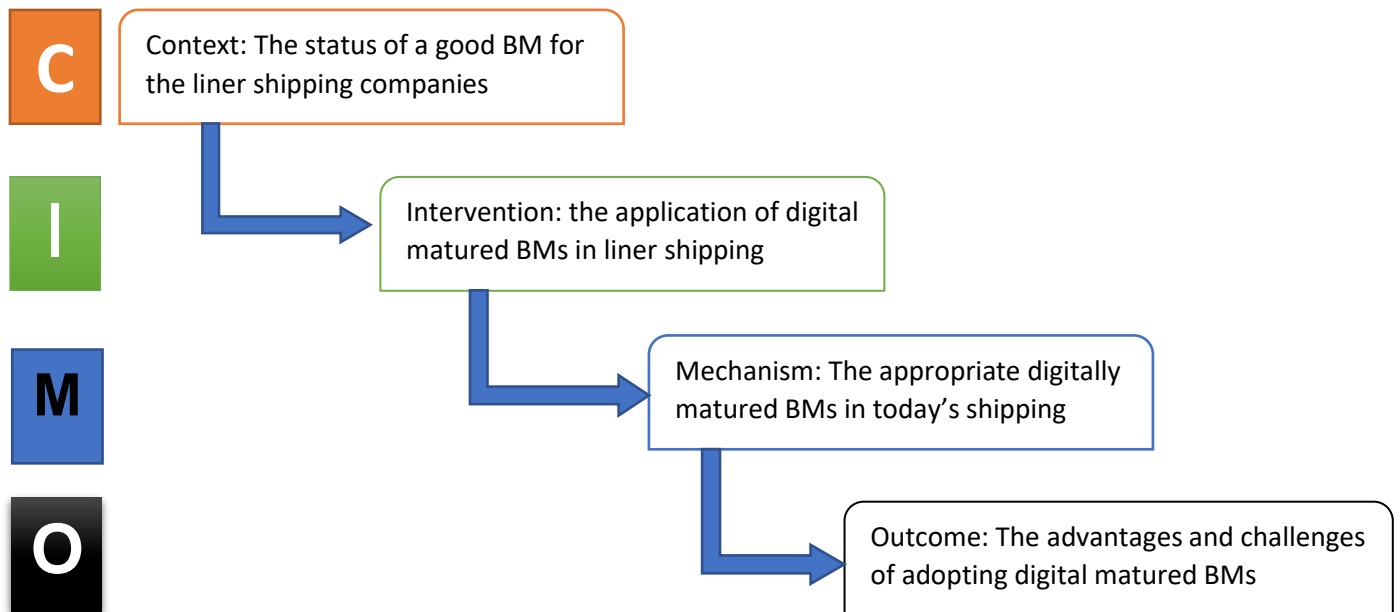 C
Context: The status of a good BM for
the liner shipping companies
I
Intervention: the application of digital
matured BMs in liner shipping
M
Mechanism: The appropriate digitally
matured BMs in today’s shipping
O
Outcome: The advantages and challenges
of adopting digital matured BMs